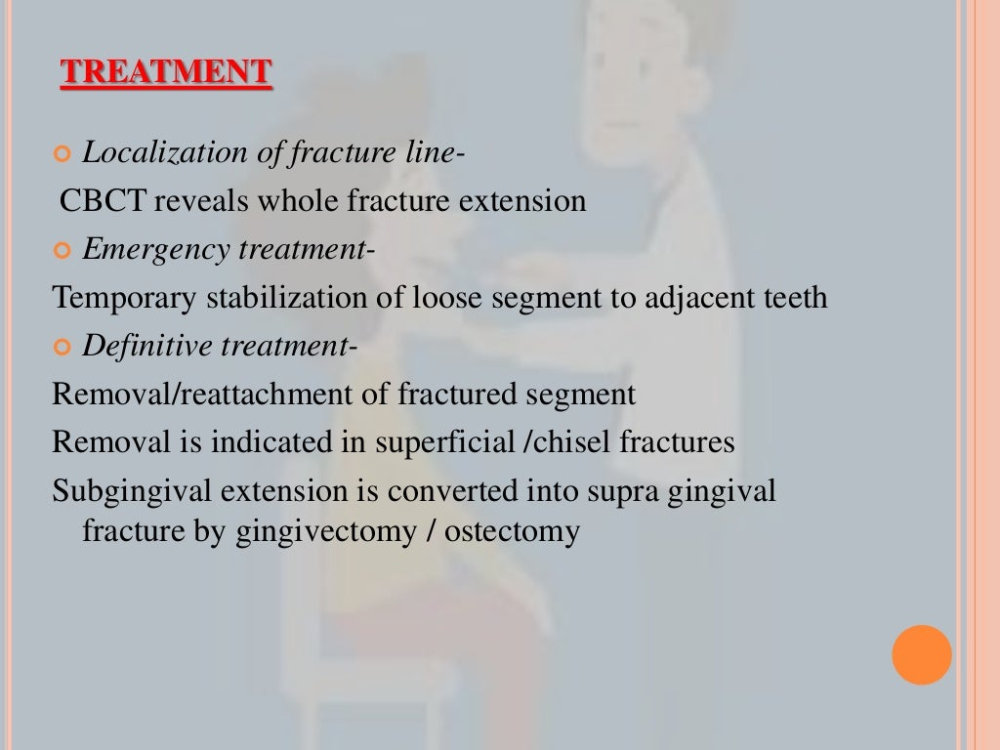 TREATMENT
Localization of fracture line-
CBCT reveals whole fracture extension
Emergency treatment-
Temporary stabilization of loose segment to adjacent teeth
Definitive treatment-
Removal/reattachment of fractured segment
Removal is indicated in superficial /chisel fractures
Subgingival extension is converted into supra gingival
fracture by gingivectomy / ostectomy